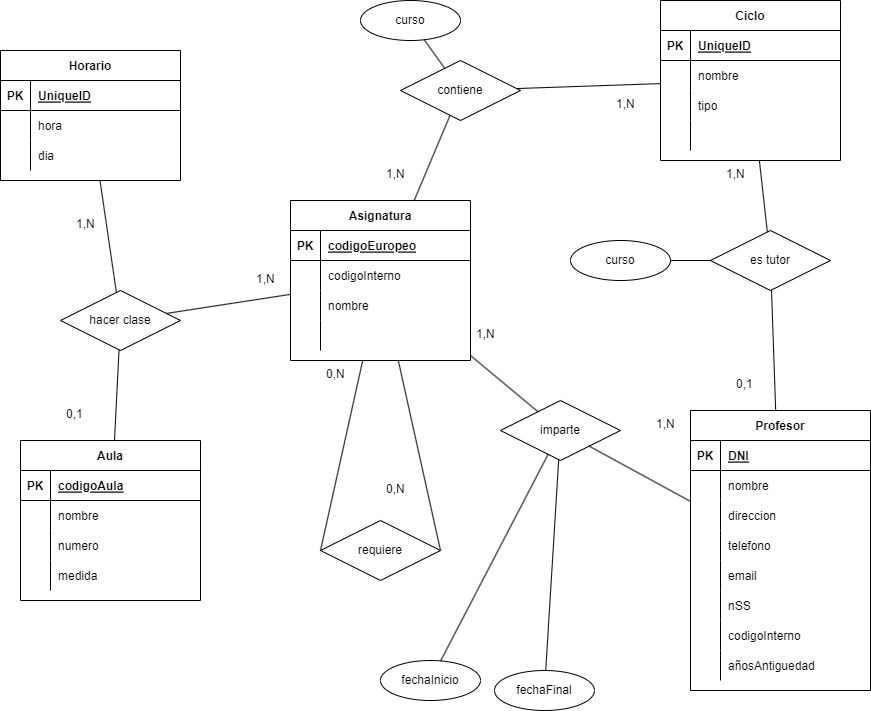 curso
Ciclo
PK UniqueID
nombre
tipo
Horario
PK UniqueID
hora
dia
contiene
1,N
1,N
1,N
1,N
Asignatura
PK codigoEuropeo
codigoInterno
nombre
curso
es tutor
1,N
hacer clase
1,N
0,N
0,1
0,1
imparte
1,N
Aula
PK codigoAula
nombre
numero
medida
0,N
requiere
Profesor
PK DNI
nombre
direccion
telefono
email
nSS
codigoInterno
añosAntiguedad
fechaInicio
fechaFinal